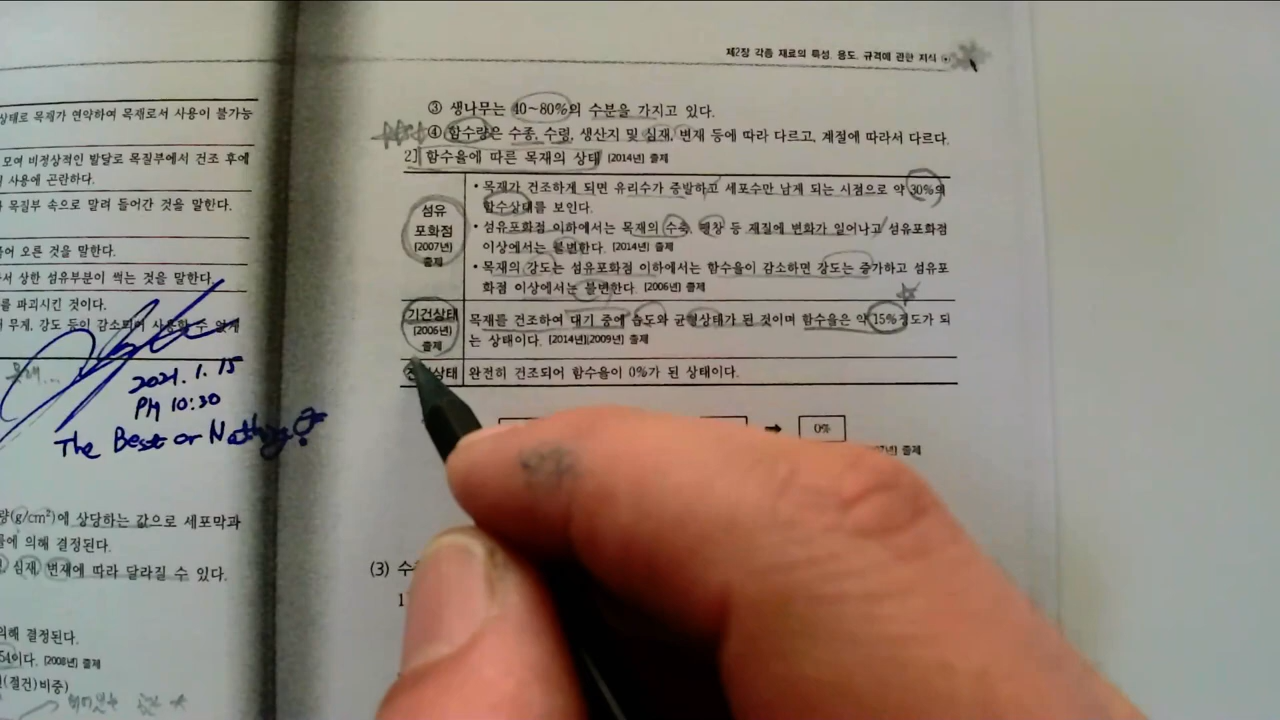 상태로 목재가 연약하여 목재로서 사용이 불가능
모여 비정상적인 발달로 목질부에서 건조 후에
사용에 곤란하다.
목질부 속으로 말려 들어간 것을 말한다.
어 오른 것을 말한다.
서 상한 섬유부분이 썩는 것을 말한다.
를 파괴시킨 것이다.
무게, 강도 등이 감소되어 사용할 수 없게
2021. 1. 15
PM 10:30
The Best or Nothing
량(g/cm²)에 상당하는 값으로 세포막과
에 의해 결정된다.
심재, 변재에 따라 달라질 수 있다.
의해 결정된다.
54이다. [2008년] 출제
(절건)비중)
제2장 각종 재료의 특성, 용도, 규격에 관한 지식
③ 생나무는 40~80%의 수분을 가지고 있다.
④ 함수량은 수종, 수령, 생산지 및 심재, 변재 등에 따라 다르고, 계절에 따라서 다르다.
2] 함수율에 따른 목재의 상태 [2014년] 출제
섬유
포화점
[2007년]
출제
• 목재가 건조하게 되면 유리수가 증발하고 세포수만 남게 되는 시점으로 약 30%의
함수상태를 보인다.
• 섬유포화점 이하에서는 목재의 수축, 팽창 등 재질에 변화가 일어나고 섬유포화점
이상에서는 불변한다. [2014년] 출제
• 목재의 강도는 섬유포화점 이하에서는 함수율이 감소하면 강도는 증가하고 섬유포
화점 이상에서는 불변한다. [2006년] 출제
기건상태
[2006년]
출제
목재를 건조하여 대기 중에 습도와 균형상태가 된 것이며 함수율은 약 15%정도가 되
는 상태이다. [2014년][2009년] 출제
상태
완전히 건조되어 함수율이 0%가 된 상태이다.
→ 0%
출제
(3) 수
1